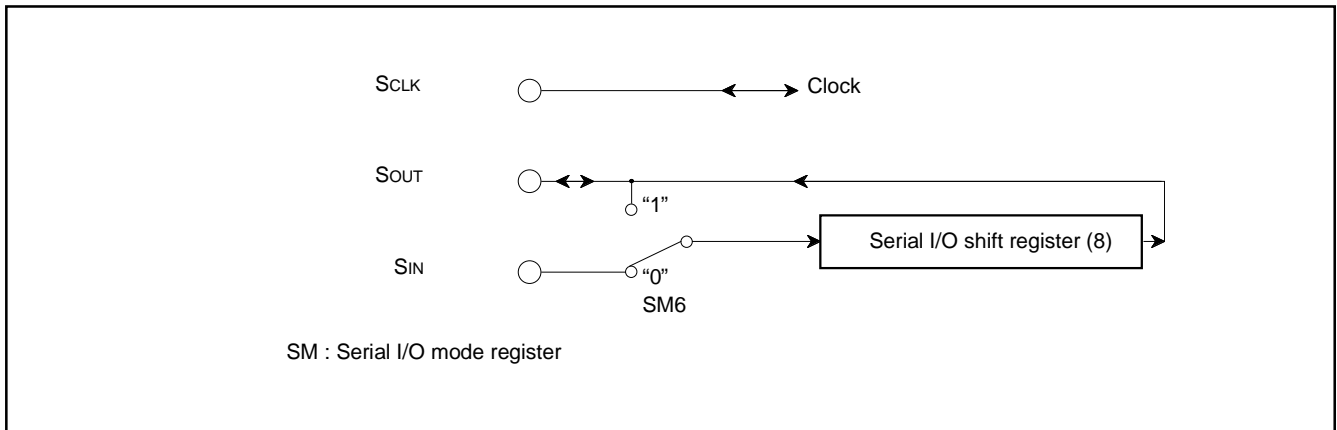 SCLK
Clock
SOUT
“1”
Serial I/O shift register (8)
SIN
“0”
SM6
SM : Serial I/O mode register